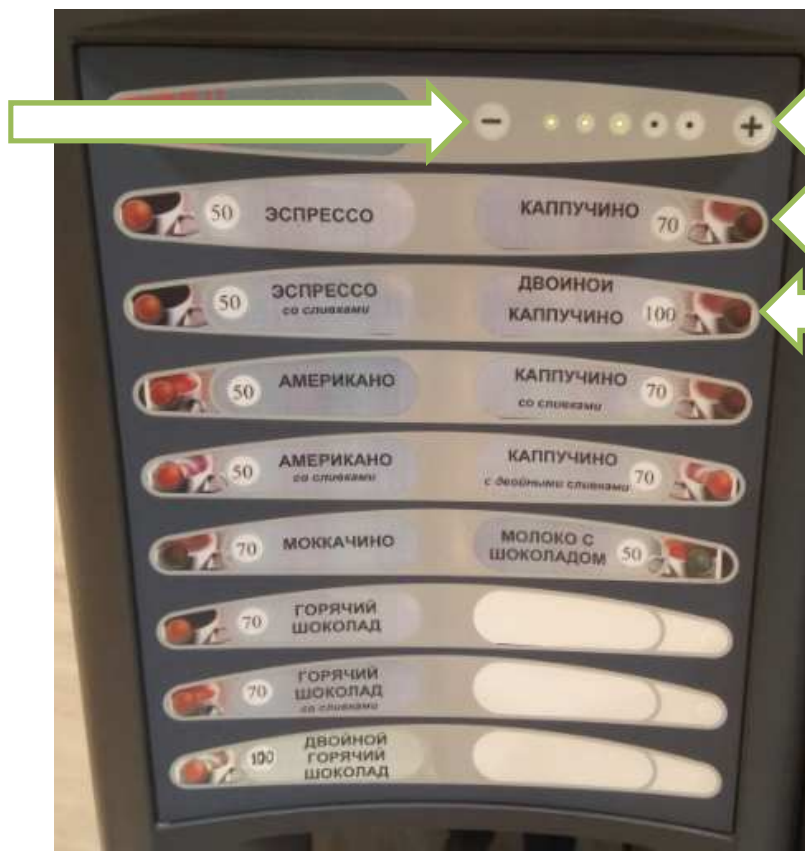 − +
50 ЭСПРЕССО
КАППУЧИНО 70
50 ЭСПРЕССО
со сливками
ДВОЙНОЙ
КАППУЧИНО 100
50 АМЕРИКАНО
КАППУЧИНО 70
со сливками
50 АМЕРИКАНО
со сливками
КАППУЧИНО 70
с двойными сливками
70 МОККАЧИНО
МОЛОКО С
ШОКОЛАДОМ 50
70 ГОРЯЧИЙ
ШОКОЛАД
70 ГОРЯЧИЙ
ШОКОЛАД
со сливками
100 ДВОЙНОЙ
ГОРЯЧИЙ
ШОКОЛАД